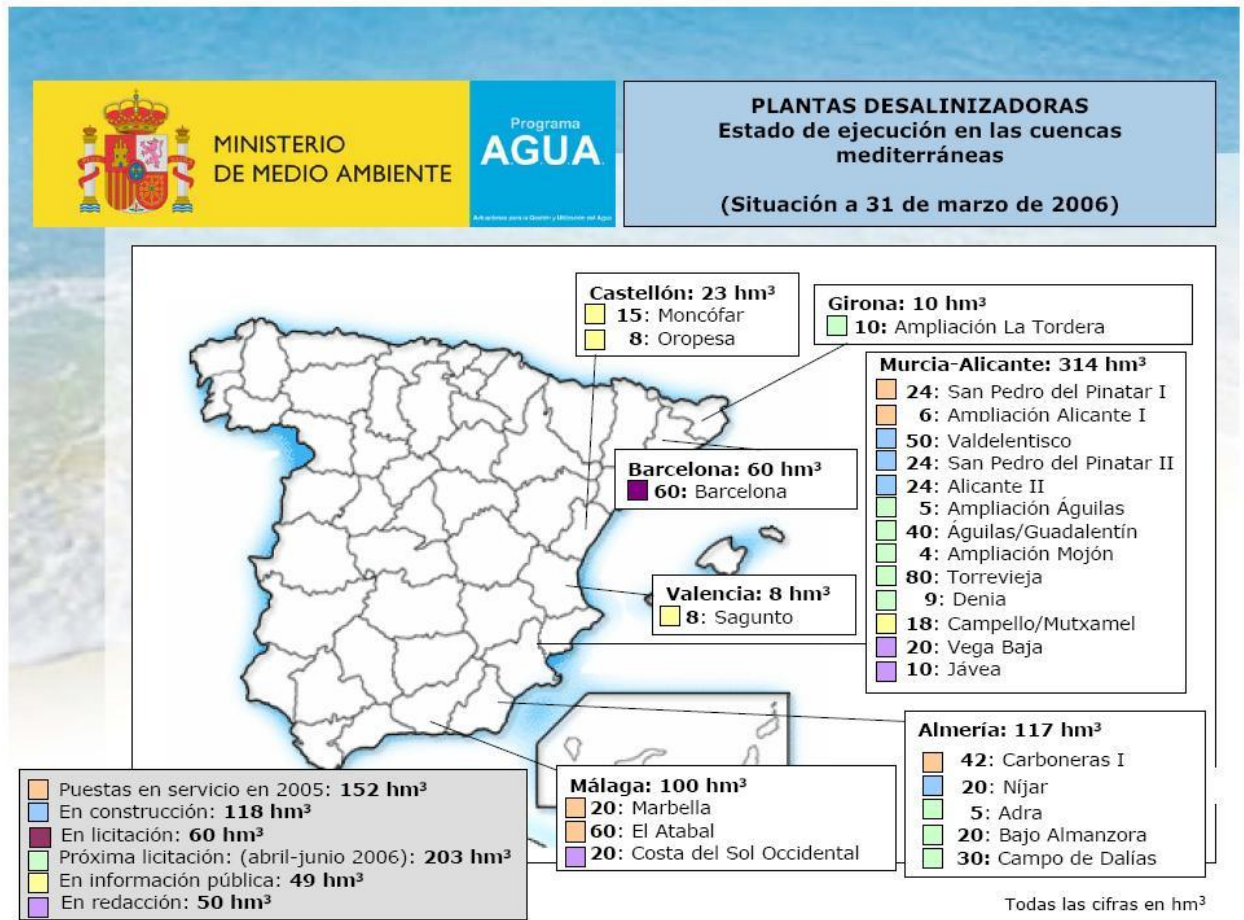 MINISTERIO
DE MEDIO AMBIENTE
Programa
AGUA
Actuaciones para la Gestión y Utilización del Agua
PLANTAS DESALINIZADORAS
Estado de ejecución en las cuencas
mediterráneas
(Situación a 31 de marzo de 2006)
Castellón: 23 hm³
15: Moncófar
8: Oropesa
Girona: 10 hm³
10: Ampliación La Tordera
Murcia-Alicante: 314 hm³
24: San Pedro del Pinatar I
6: Ampliación Alicante I
50: Valdelentisco
24: San Pedro del Pinatar II
24: Alicante II
5: Ampliación Águilas
40: Águilas/Guadalentín
4: Ampliación Mojón
80: Torrevieja
9: Denia
18: Campello/Mutxamel
20: Vega Baja
10: Jávea
Barcelona: 60 hm³
60: Barcelona
Valencia: 8 hm³
8: Sagunto
Almería: 117 hm³
42: Carboneras I
20: Níjar
5: Adra
20: Bajo Almanzora
30: Campo de Dalías
Málaga: 100 hm³
20: Marbella
60: El Atabal
20: Costa del Sol Occidental
Puestas en servicio en 2005: 152 hm³
En construcción: 118 hm³
En licitación: 60 hm³
Próxima licitación: (abril-junio 2006): 203 hm³
En información pública: 49 hm³
En redacción: 50 hm³
Todas las cifras en hm³